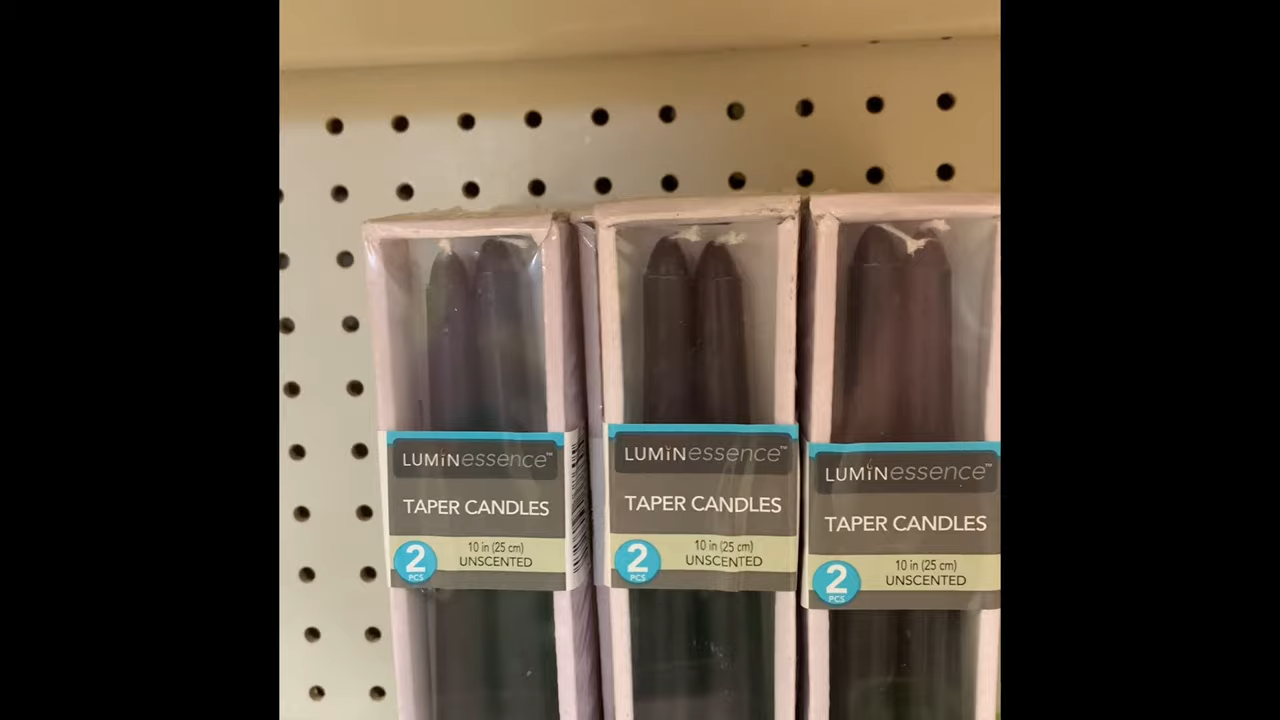 LUMINessence™
TAPER CANDLES
2
PCS
10 in (25 cm)
UNSCENTED
LUMINessence™
TAPER CANDLES
2
PCS
10 in (25 cm)
UNSCENTED
LUMINessence™
TAPER CANDLES
2
PCS
10 in (25 cm)
UNSCENTED